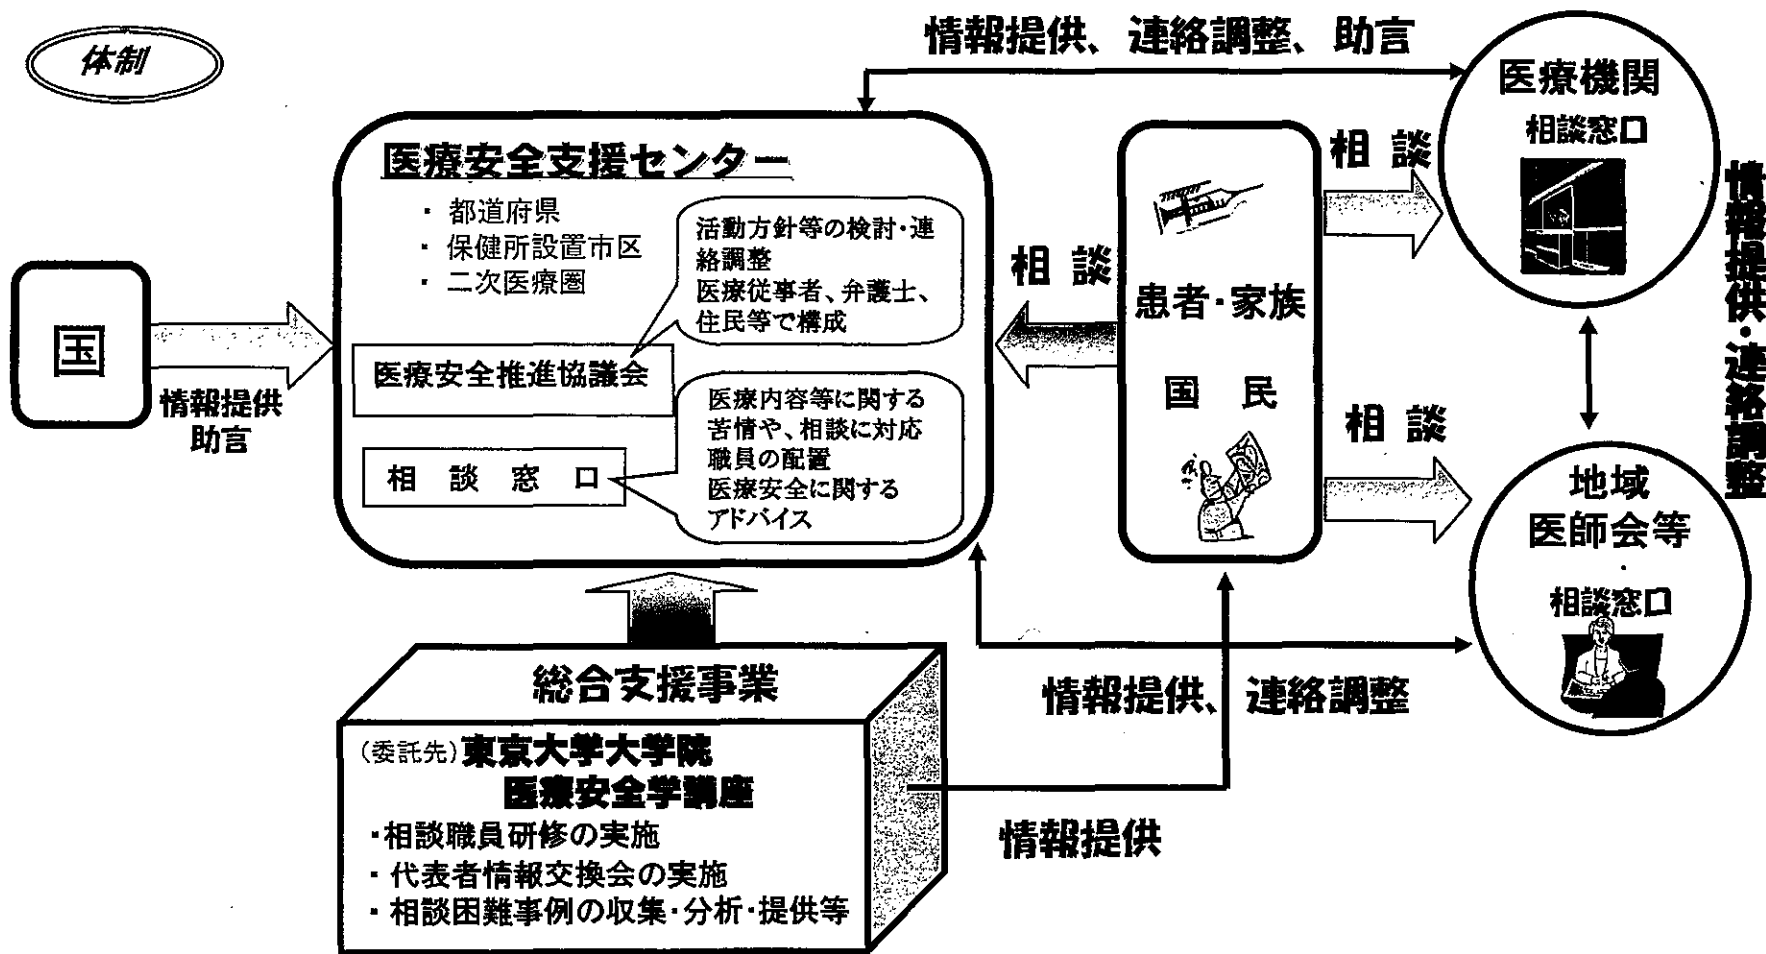 体制
情報提供、連絡調整、助言
医療機関
相談窓口
医療安全支援センター
・ 都道府県
・ 保健所設置市区
・ 二次医療圏
活動方針等の検討・連
絡調整
医療従事者、弁護士、
住民等で構成
医療安全推進協議会
医療内容等に関する
苦情や、相談に対応
職員の配置
医療安全に関する
アドバイス
相 談 窓 口
国
情報提供
助言
相 談
患者・家族
国 民
相 談
相 談
情報提供・連絡調整
地域
医師会等
相談窓口
総合支援事業
(委託先)東京大学大学院
医療安全学講座
・相談職員研修の実施
・代表者情報交換会の実施
・相談困難事例の収集・分析・提供等
情報提供、連絡調整
情報提供